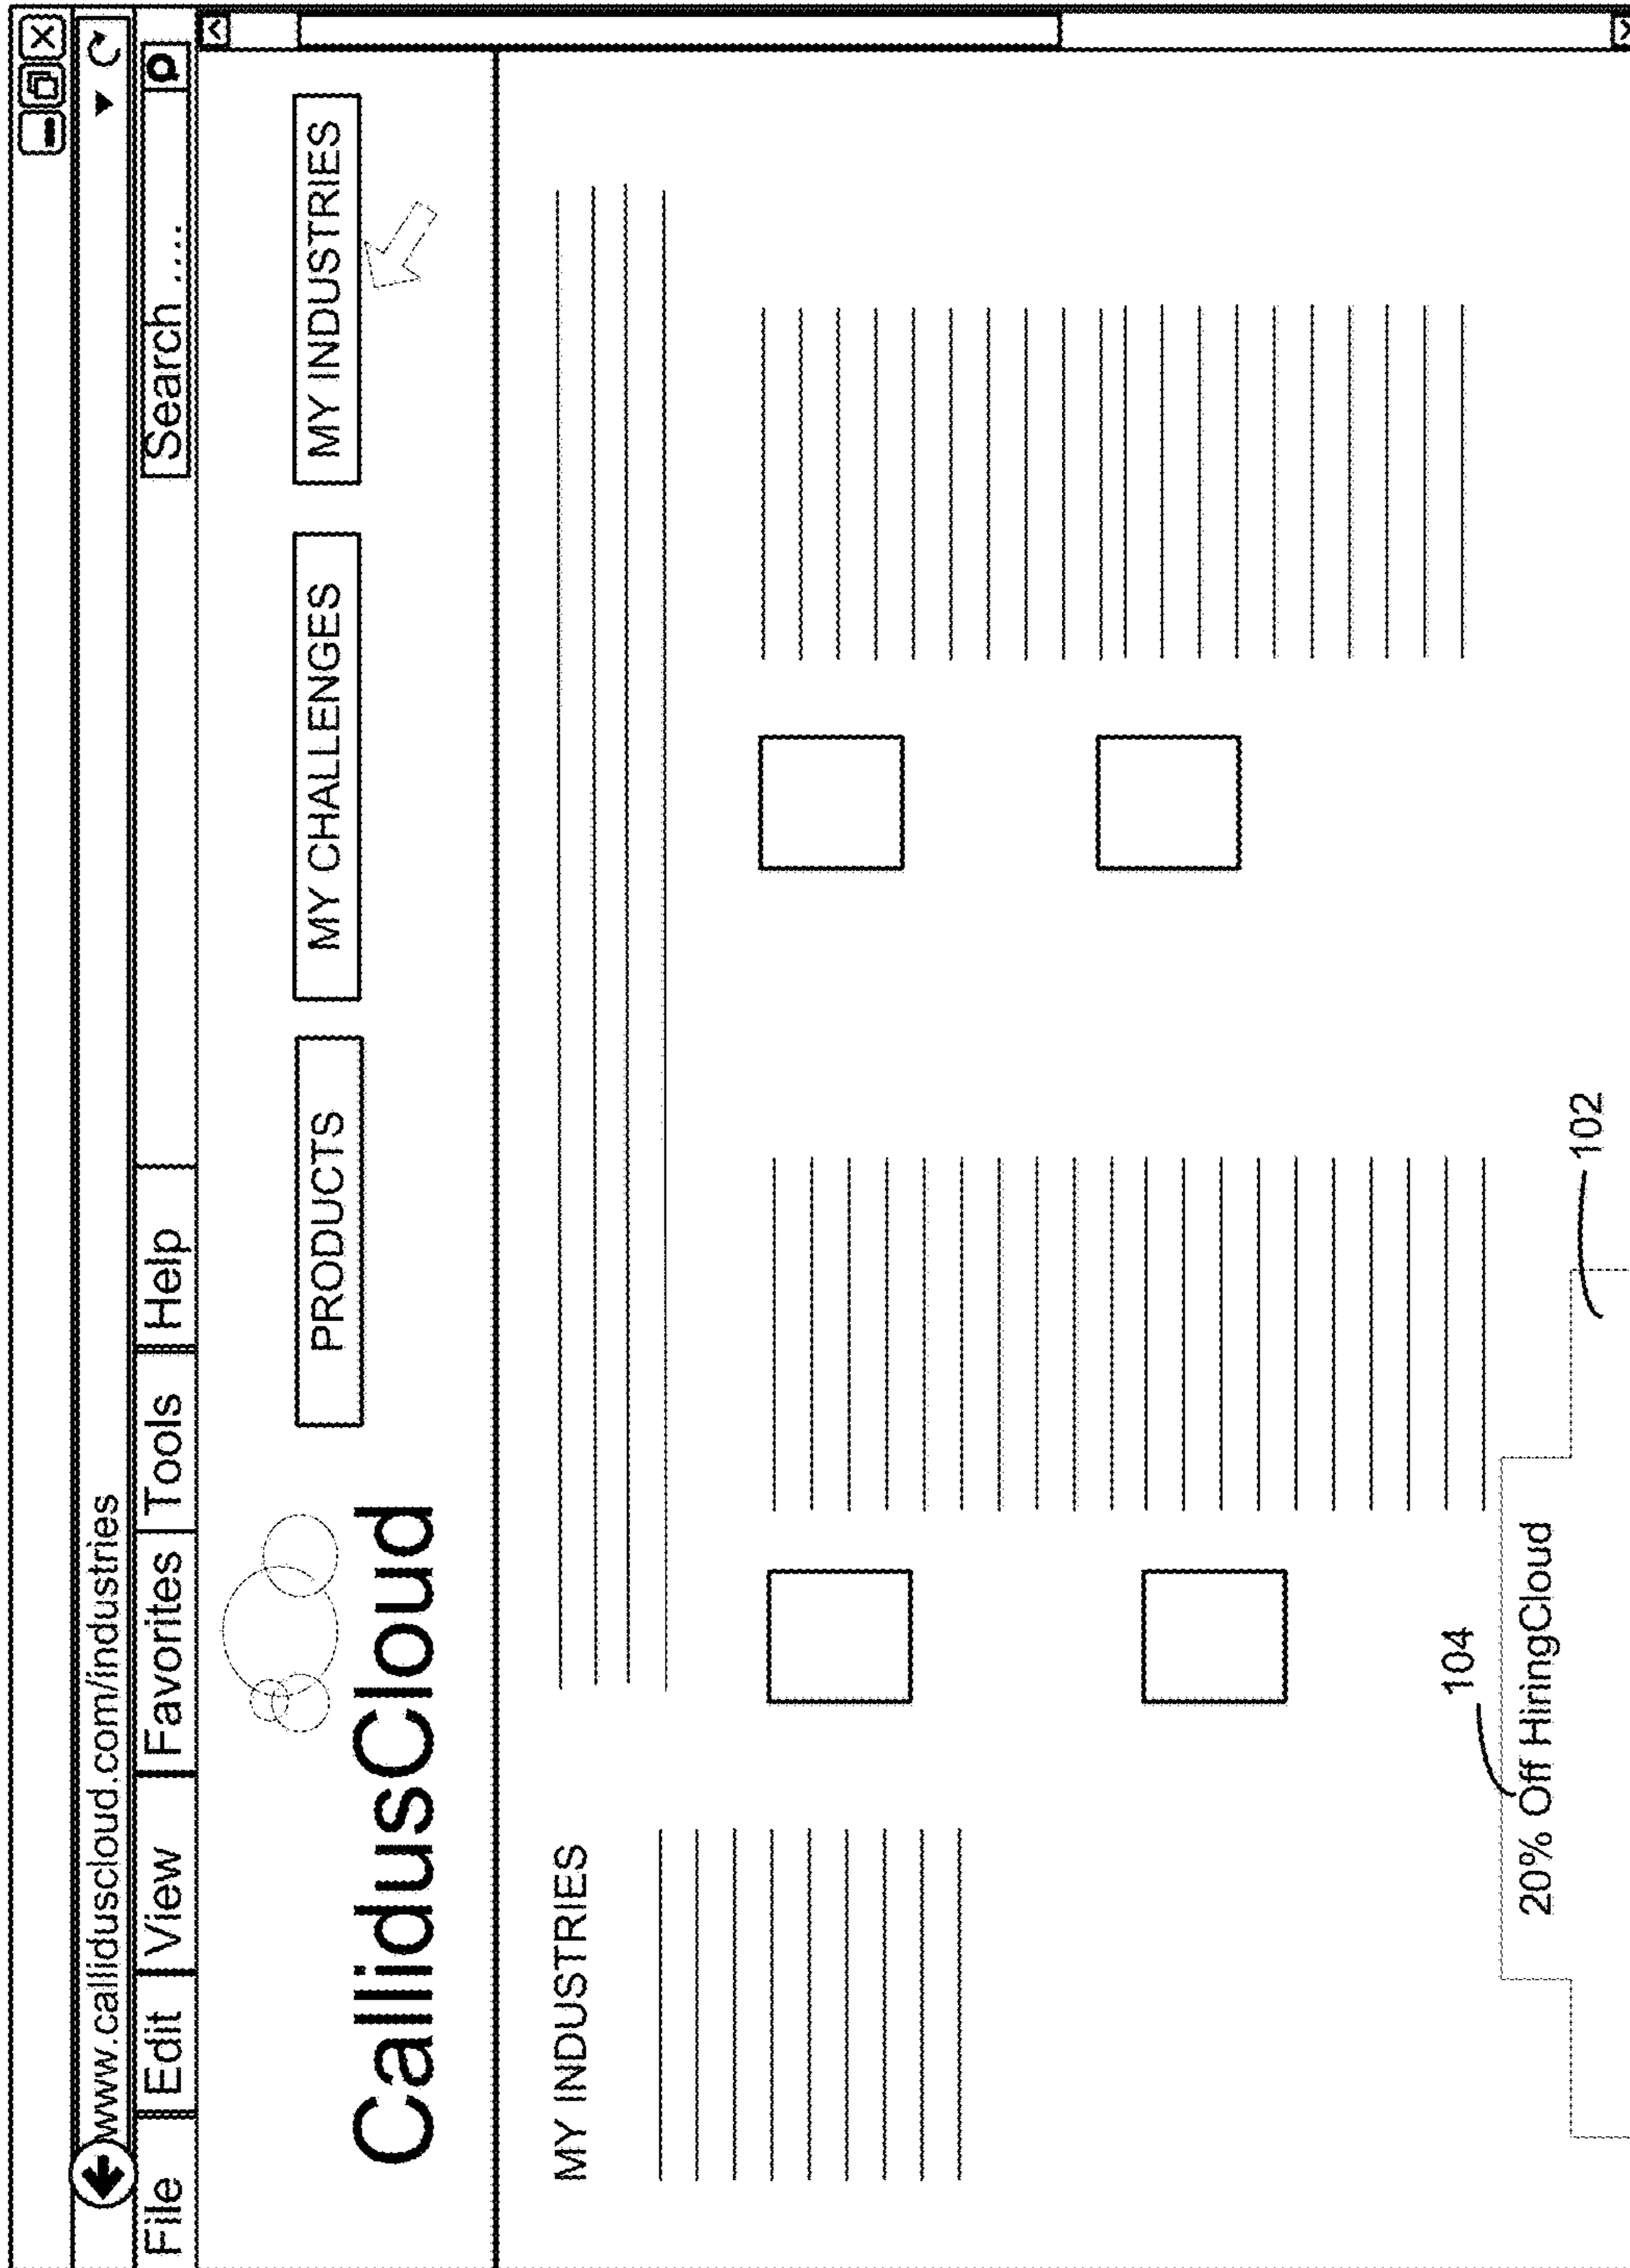 www.calliduscloud.com/industries
File Edit View Favorites Tools Help Search ....
PRODUCTS MY CHALLENGES MY INDUSTRIES
CallidusCloud
MY INDUSTRIES
104
20% Off HiringCloud
102